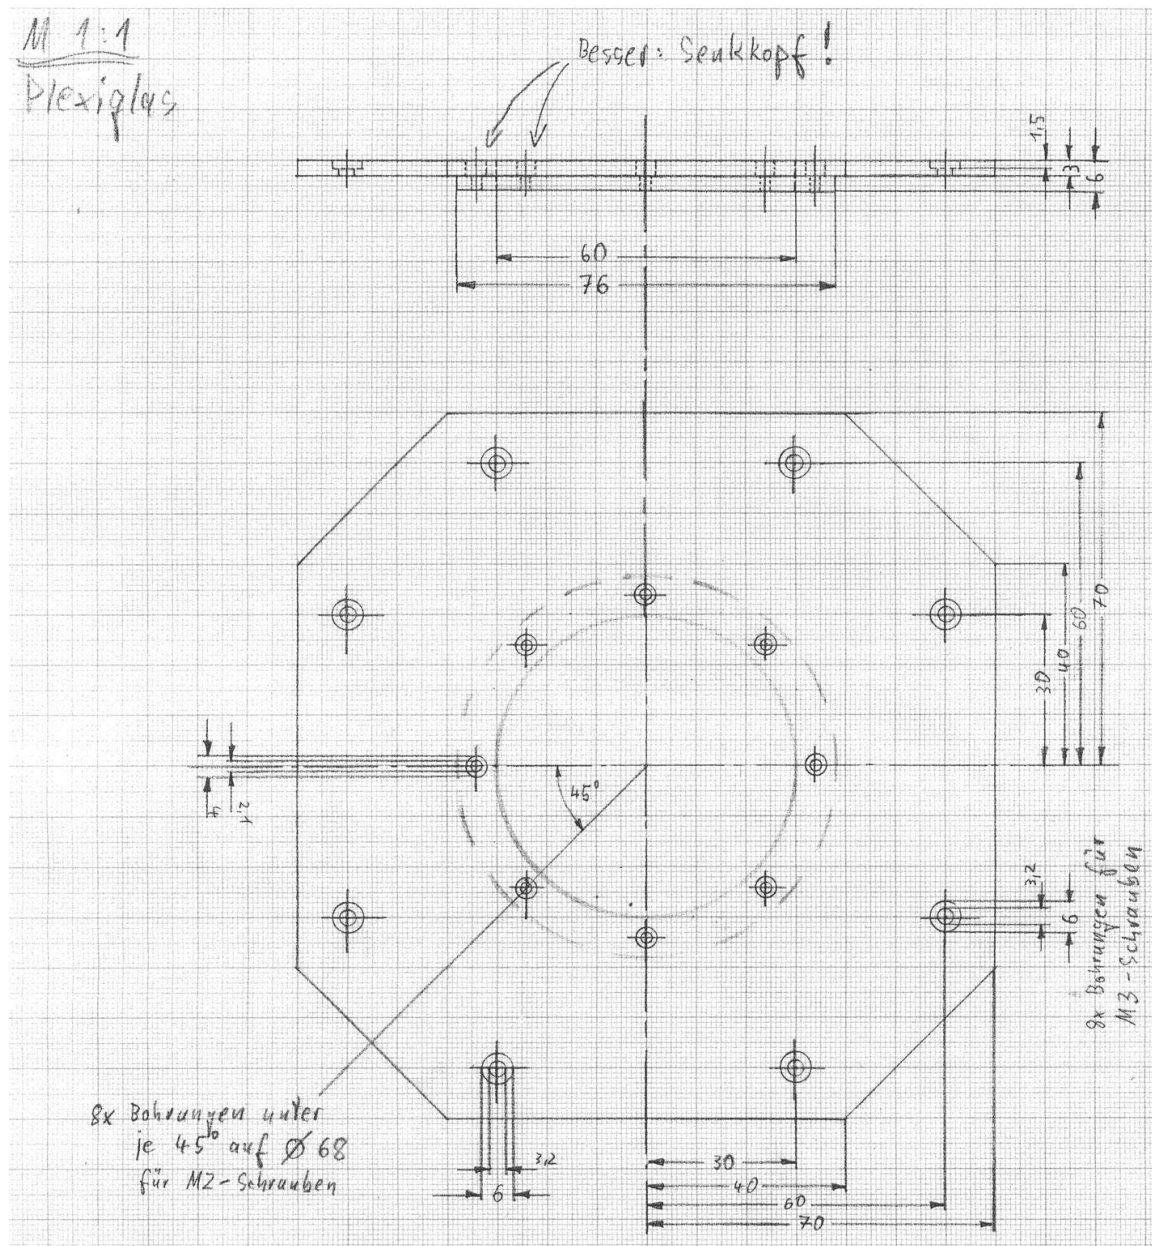 M 1:1
Plexiglas
Besser: Senkkopf!
1,5
3
6
60
76
70
60
40
30
45°
4
2,1
3,2
6
8x Bohrungen für
M3-Schrauben
8x Bohrungen unter
je 45° auf Ø 68
für M2-Schrauben
3,2
6
30
40
60
70